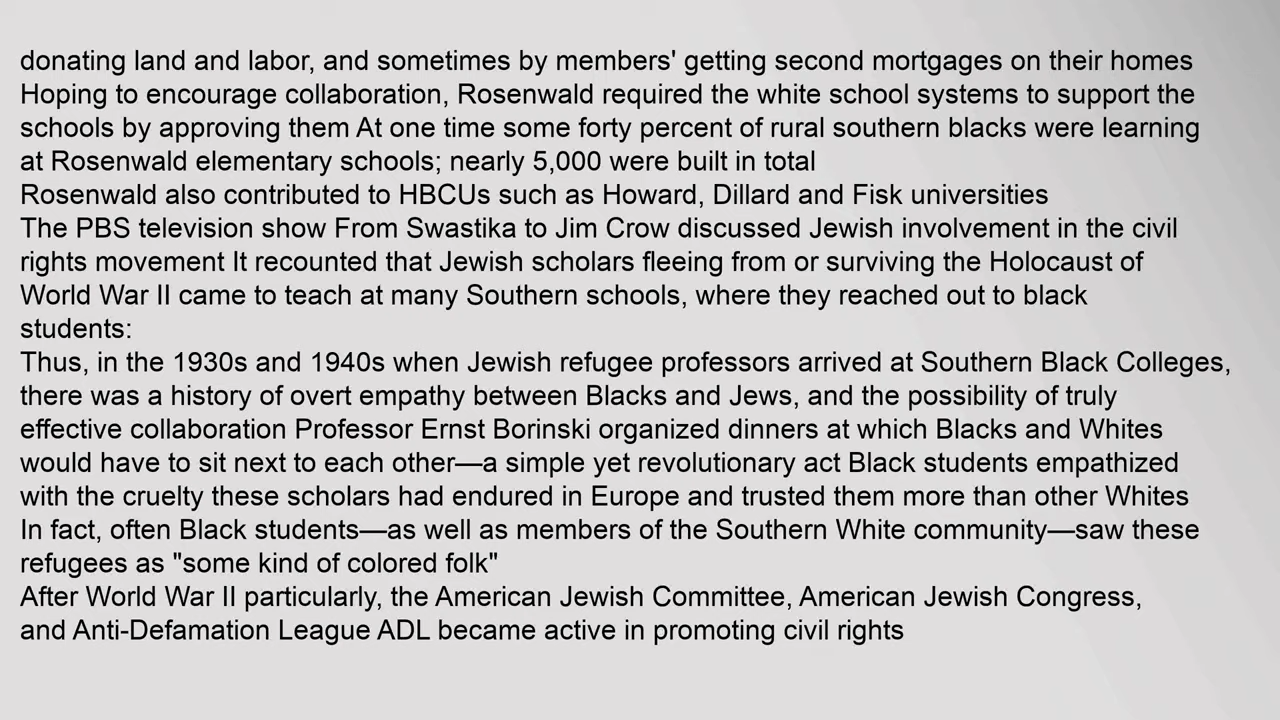 donating land and labor, and sometimes by members' getting second mortgages on their homes
Hoping to encourage collaboration, Rosenwald required the white school systems to support the
schools by approving them At one time some forty percent of rural southern blacks were learning
at Rosenwald elementary schools; nearly 5,000 were built in total
Rosenwald also contributed to HBCUs such as Howard, Dillard and Fisk universities
The PBS television show From Swastika to Jim Crow discussed Jewish involvement in the civil
rights movement It recounted that Jewish scholars fleeing from or surviving the Holocaust of
World War II came to teach at many Southern schools, where they reached out to black
students:
Thus, in the 1930s and 1940s when Jewish refugee professors arrived at Southern Black Colleges,
there was a history of overt empathy between Blacks and Jews, and the possibility of truly
effective collaboration Professor Ernst Borinski organized dinners at which Blacks and Whites
would have to sit next to each other—a simple yet revolutionary act Black students empathized
with the cruelty these scholars had endured in Europe and trusted them more than other Whites
In fact, often Black students—as well as members of the Southern White community—saw these
refugees as "some kind of colored folk"
After World War II particularly, the American Jewish Committee, American Jewish Congress,
and Anti-Defamation League ADL became active in promoting civil rights